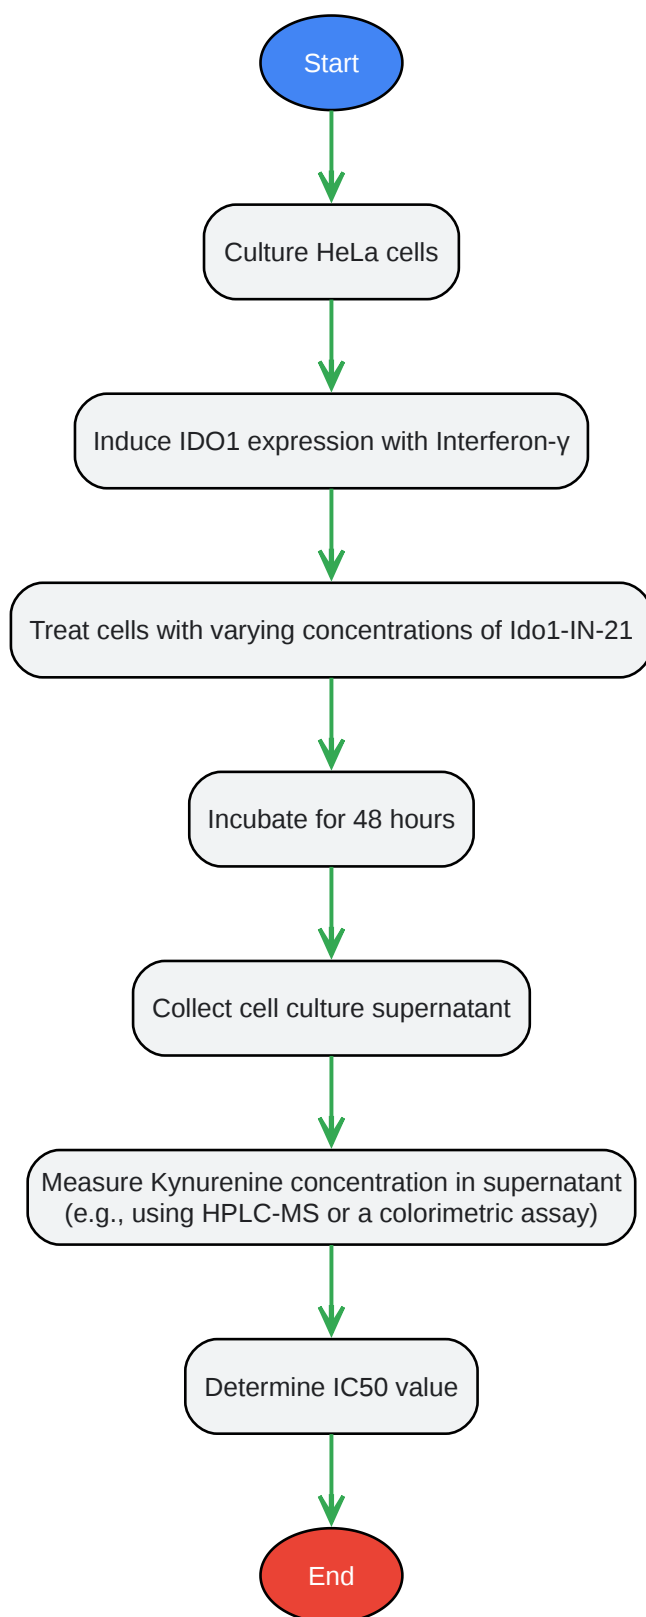 Start
Culture HeLa cells
Induce IDO1 expression with Interferon-γ
Treat cells with varying concentrations of Ido1-IN-21
Incubate for 48 hours
Collect cell culture supernatant
Measure Kynurenine concentration in supernatant
(e.g., using HPLC-MS or a colorimetric assay)
Determine IC50 value
End